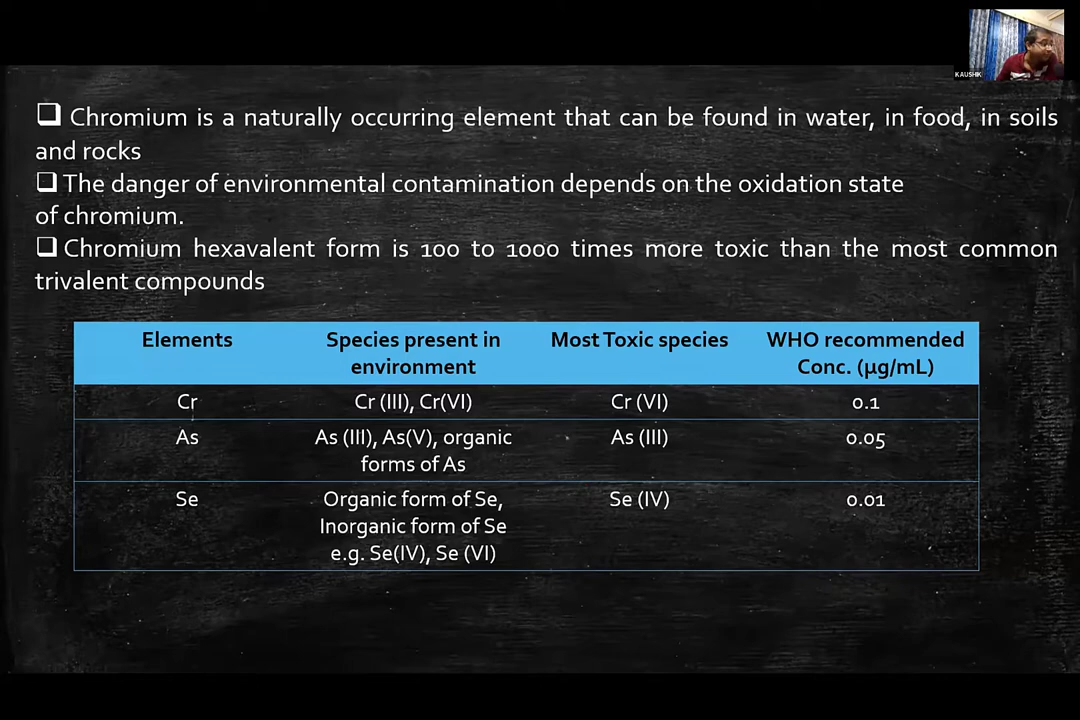 KAUSHIK
Chromium is a naturally occurring element that can be found in water, in food, in soils
and rocks
The danger of environmental contamination depends on the oxidation state
of chromium.
Chromium hexavalent form is 100 to 1000 times more toxic than the most common
trivalent compounds
Elements Species present in environment Most Toxic species WHO recommended Conc. (µg/mL)
Cr Cr (III), Cr(VI) Cr (VI) 0.1
As As (III), As(V), organic forms of As As (III) 0.05
Se Organic form of Se, Inorganic form of Se e.g. Se(IV), Se (VI) Se (IV) 0.01